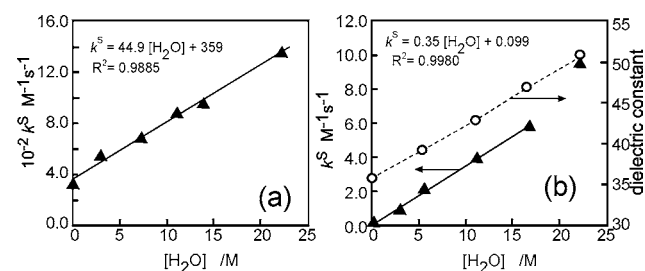 16.0
12.0
8.0
4.0
0.0
10⁻² kˢ M⁻¹s⁻¹
kˢ = 44.9 [H₂O] + 359
R²= 0.9885
(a)
0 5 10 15 20 25
[H₂O] /M
12.0
10.0
8.0
6.0
4.0
2.0
0.0
kˢ M⁻¹s⁻¹
kˢ = 0.35 [H₂O] + 0.099
R²= 0.9980
(b)
0 5 10 15 20 25
[H₂O] /M
55
50
45
40
35
30
dielectric constant